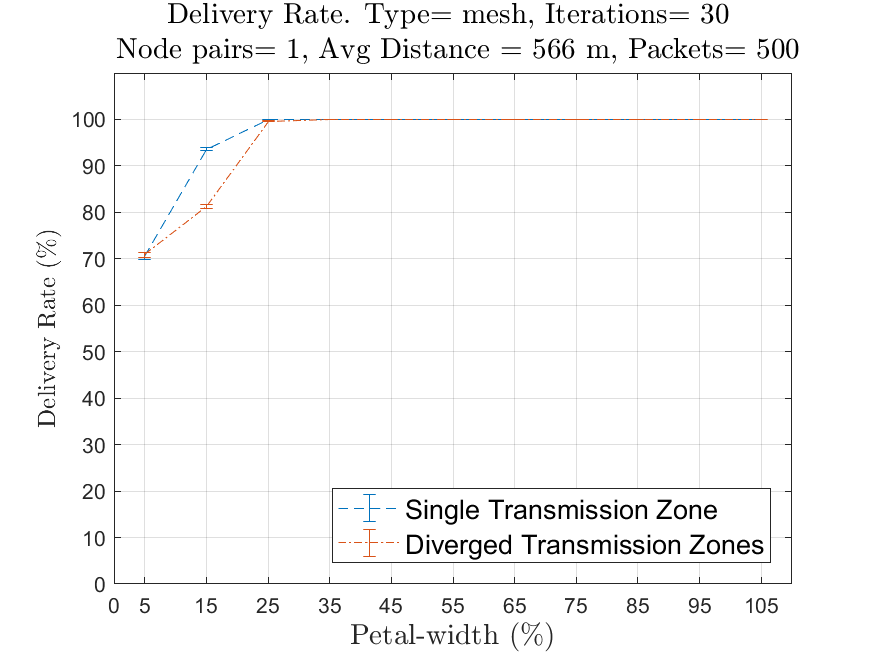 Delivery Rate. Type= mesh, Iterations= 30
Node pairs= 1, Avg Distance = 566 m, Packets= 500
100
90
80
70
60
50
40
30
20
10
0
Delivery Rate (%)
Single Transmission Zone
Diverged Transmission Zones
0 5 15 25 35 45 55 65 75 85 95 105
Petal-width (%)